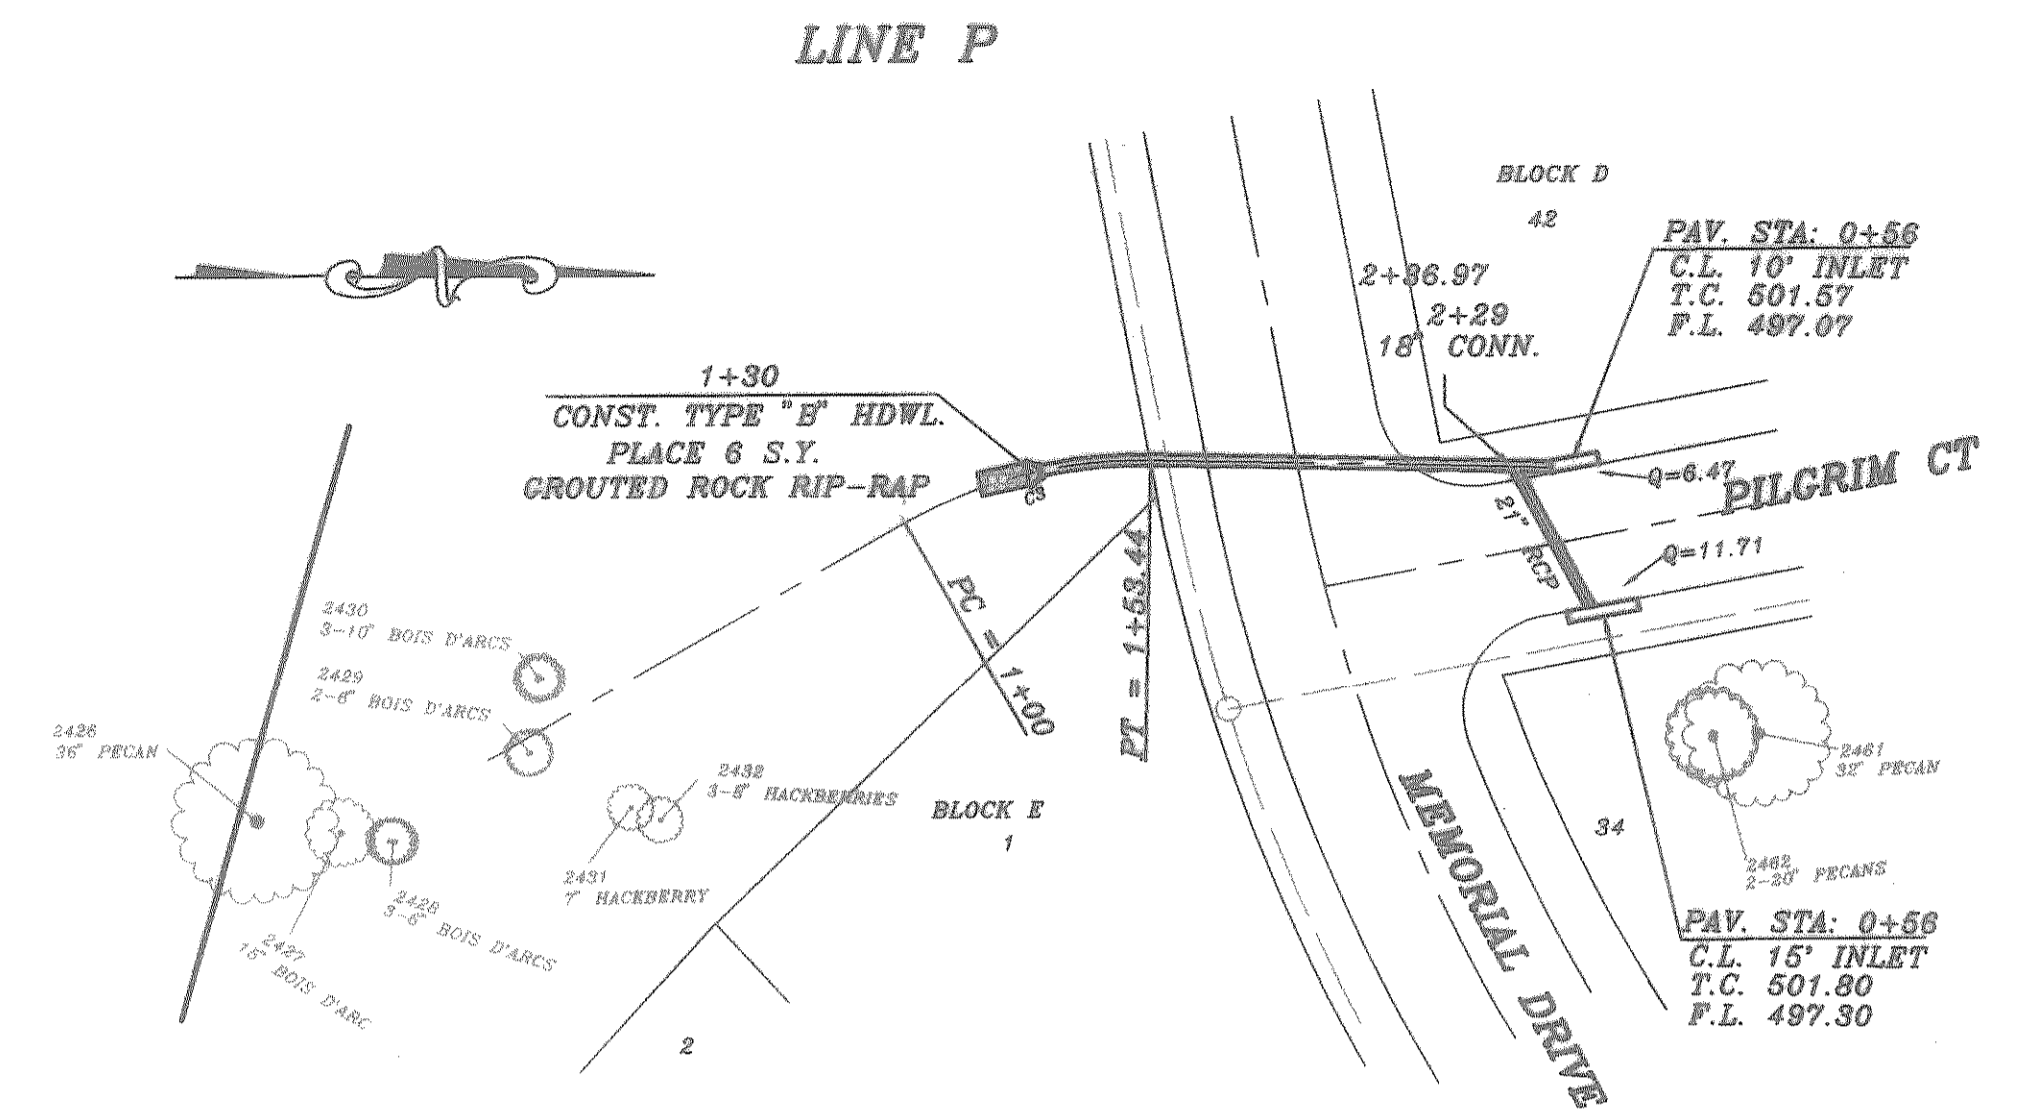 LINE P
BLOCK D
42
PAV. STA: 0+56
C.L. 10' INLET
T.C. 501.57
F.L. 497.07
2+36.97
2+29
18" CONN.
1+30
CONST. TYPE "B" HDWL.
PLACE 6 S.Y.
GROUTED ROCK RIP-RAP
C3
Q=6.47
PILGRIM CT
21" RCP
Q=11.71
PC = 1+00
PT = 1+53.44
2430
3-10" BOIS D'ARCS
2429
2-6" BOIS D'ARCS
2426
36" PECAN
2432
3-8" HACKBERRIES
BLOCK E
1
2431
7" HACKBERRY
2428
3-6" BOIS D'ARCS
2427
15" BOIS D'ARC
2
MEMORIAL DRIVE
34
2461
32" PECAN
2462
2-20" PECANS
PAV. STA: 0+56
C.L. 15' INLET
T.C. 501.80
F.L. 497.30